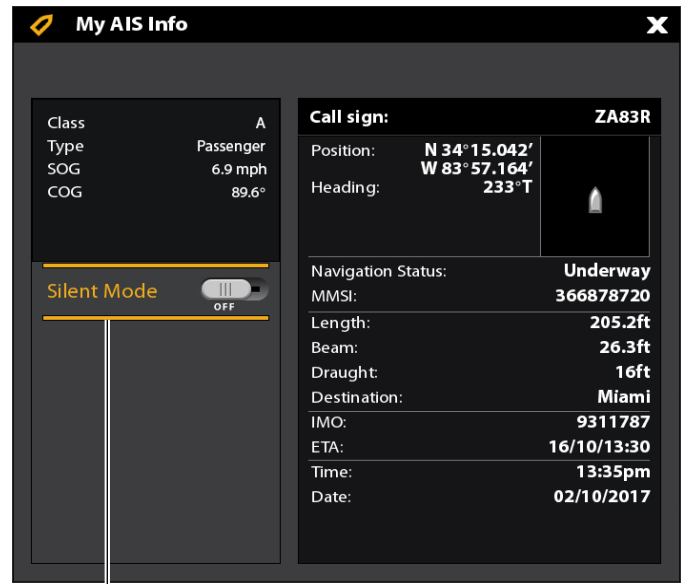 My AIS Info
X
Class A
Type Passenger
SOG 6.9 mph
COG 89.6°
Silent Mode
OFF
Call sign: ZA83R
Position: N 34°15.042′
W 83°57.164′
Heading: 233°T
Navigation Status: Underway
MMSI: 366878720
Length: 205.2ft
Beam: 26.3ft
Draught: 16ft
Destination: Miami
IMO: 9311787
ETA: 16/10/13:30
Time: 13:35pm
Date: 02/10/2017